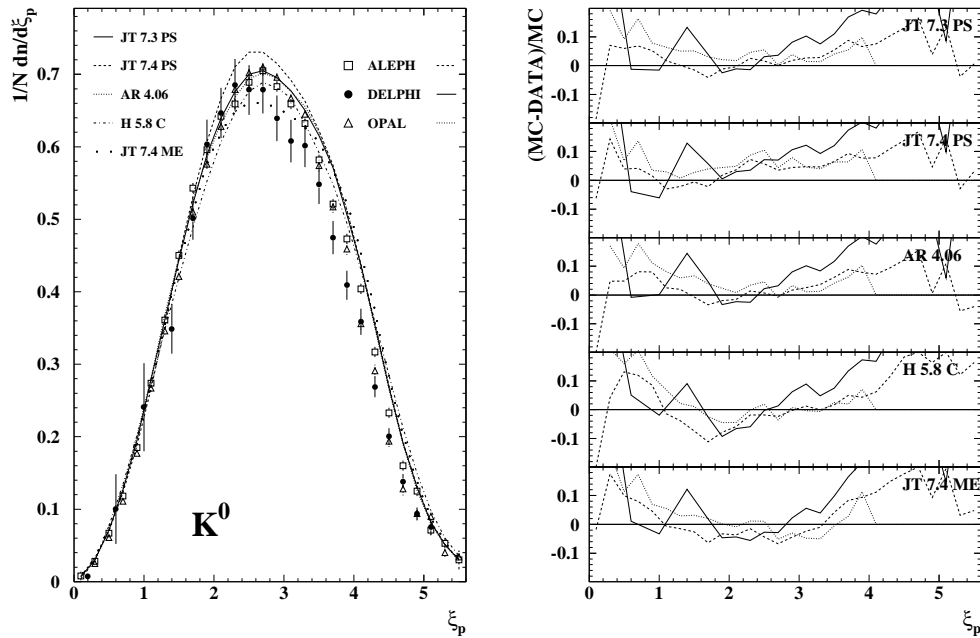 1/N dn/dξp
JT 7.3 PS
JT 7.4 PS
AR 4.06
H 5.8 C
JT 7.4 ME
ALEPH
DELPHI
OPAL
K0
0.7
0.6
0.5
0.4
0.3
0.2
0.1
0
0 1 2 3 4 5
ξp
(MC-DATA)/MC
0.1
0
-0.1
JT 7.3 PS
0.1
0
-0.1
JT 7.4 PS
0.1
0
-0.1
AR 4.06
0.1
0
-0.1
H 5.8 C
0.1
0
-0.1
JT 7.4 ME
0 1 2 3 4 5
ξp